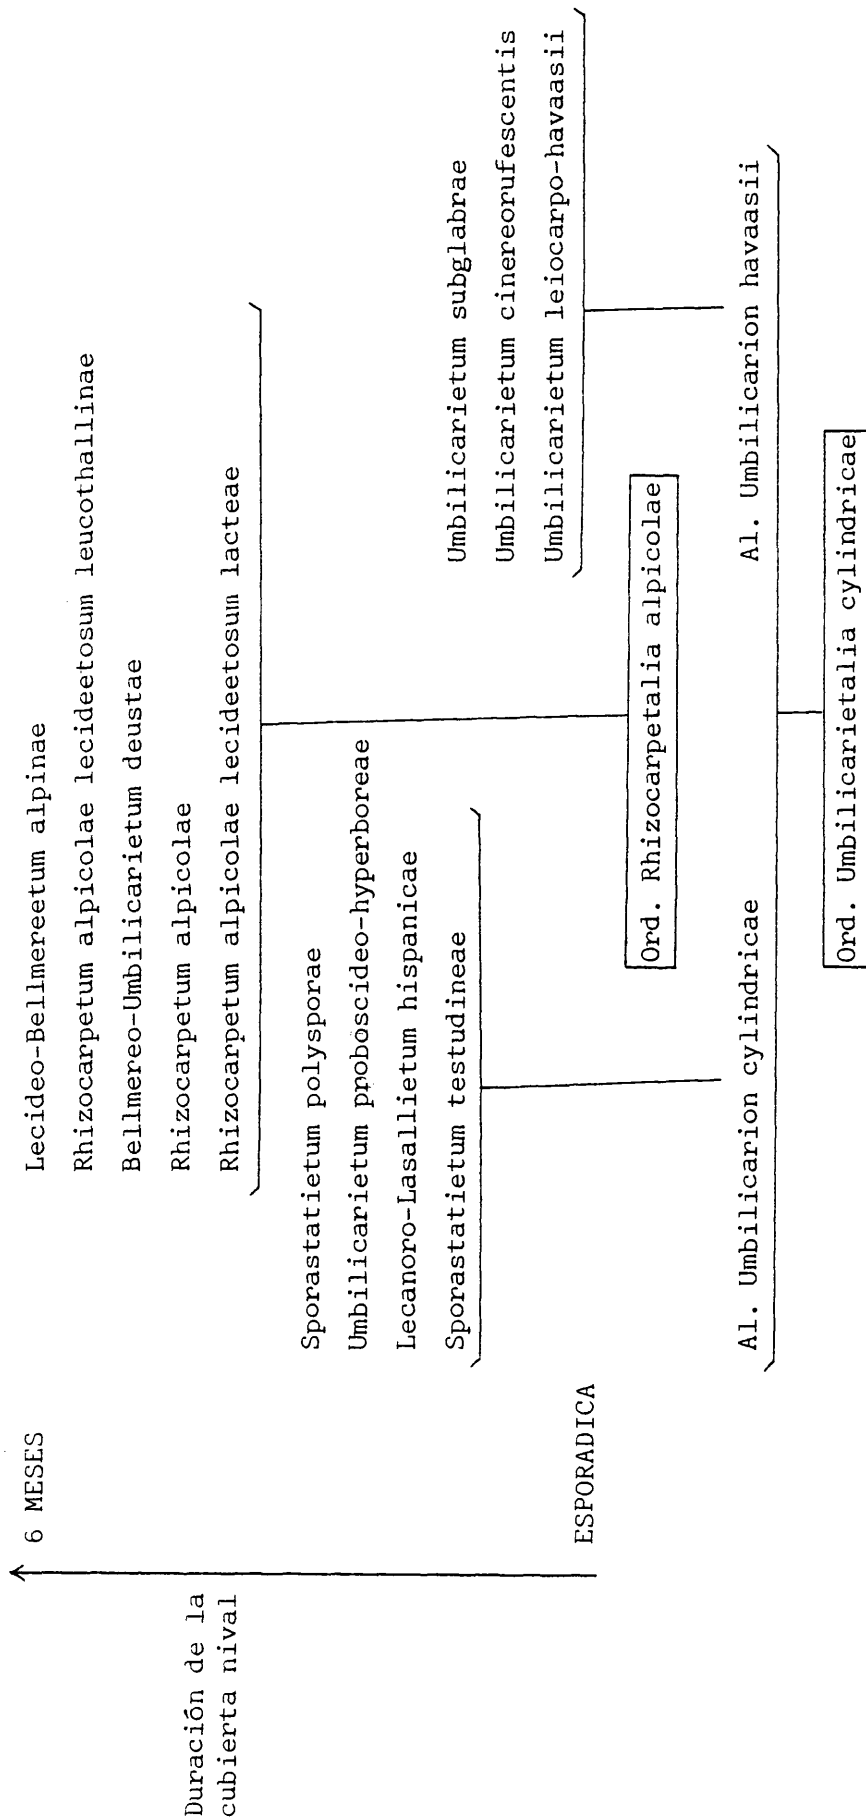 6 MESES
Duración de la
cubierta nival
ESPORADICA
Lecideo-Bellmereetum alpinae
Rhizocarpetum alpicolae lecideetosum leucothallinae
Bellmereo-Umbilicarietum deustae
Rhizocarpetum alpicolae
Rhizocarpetum alpicolae lecideetosum lacteae
Sporastatietum polysporae
Umbilicarietum proboscideo-hyperboreae
Lecanoro-Lasallietum hispanicae
Sporastatietum testudineae
Umbilicarietum subglabrae
Umbilicarietum cinereorufescentis
Umbilicarietum leiocarpo-havaasii
Ord. Rhizocarpetalia alpicolae
Al. Umbilicarion cylindricae
Al. Umbilicarion havaasii
Ord. Umbilicarietalia cylindricae